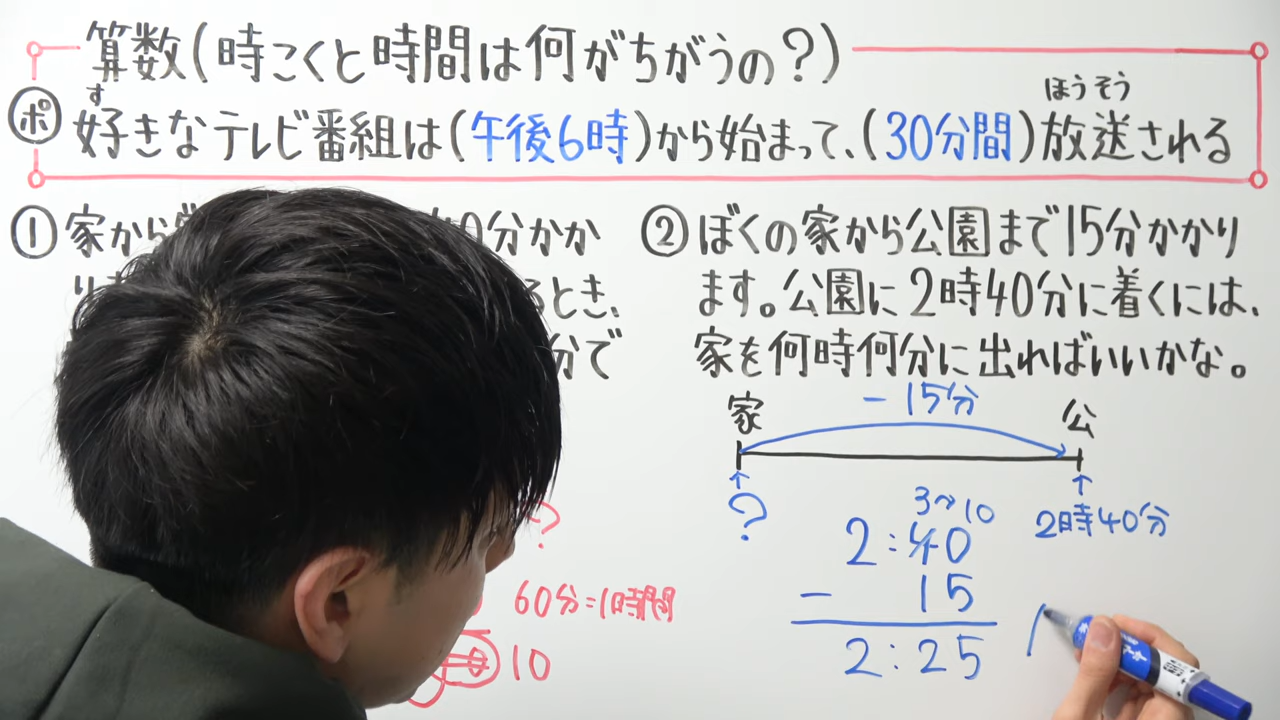 算数(時こくと時間は何がちがうの?)
す ほうそう
ポ 好きなテレビ番組は(午後6時)から始まって、(30分間)放送される
① 家から 0分かか
り るとき、
分で
② ぼくの家から公園まで15分かかり
ます。公園に2時40分に着くには、
家を何時何分に出ればいいかな。
-15分
家 公
? 2時40分
3 10
2:40
- 15
2:25
?
60分=1時間
10